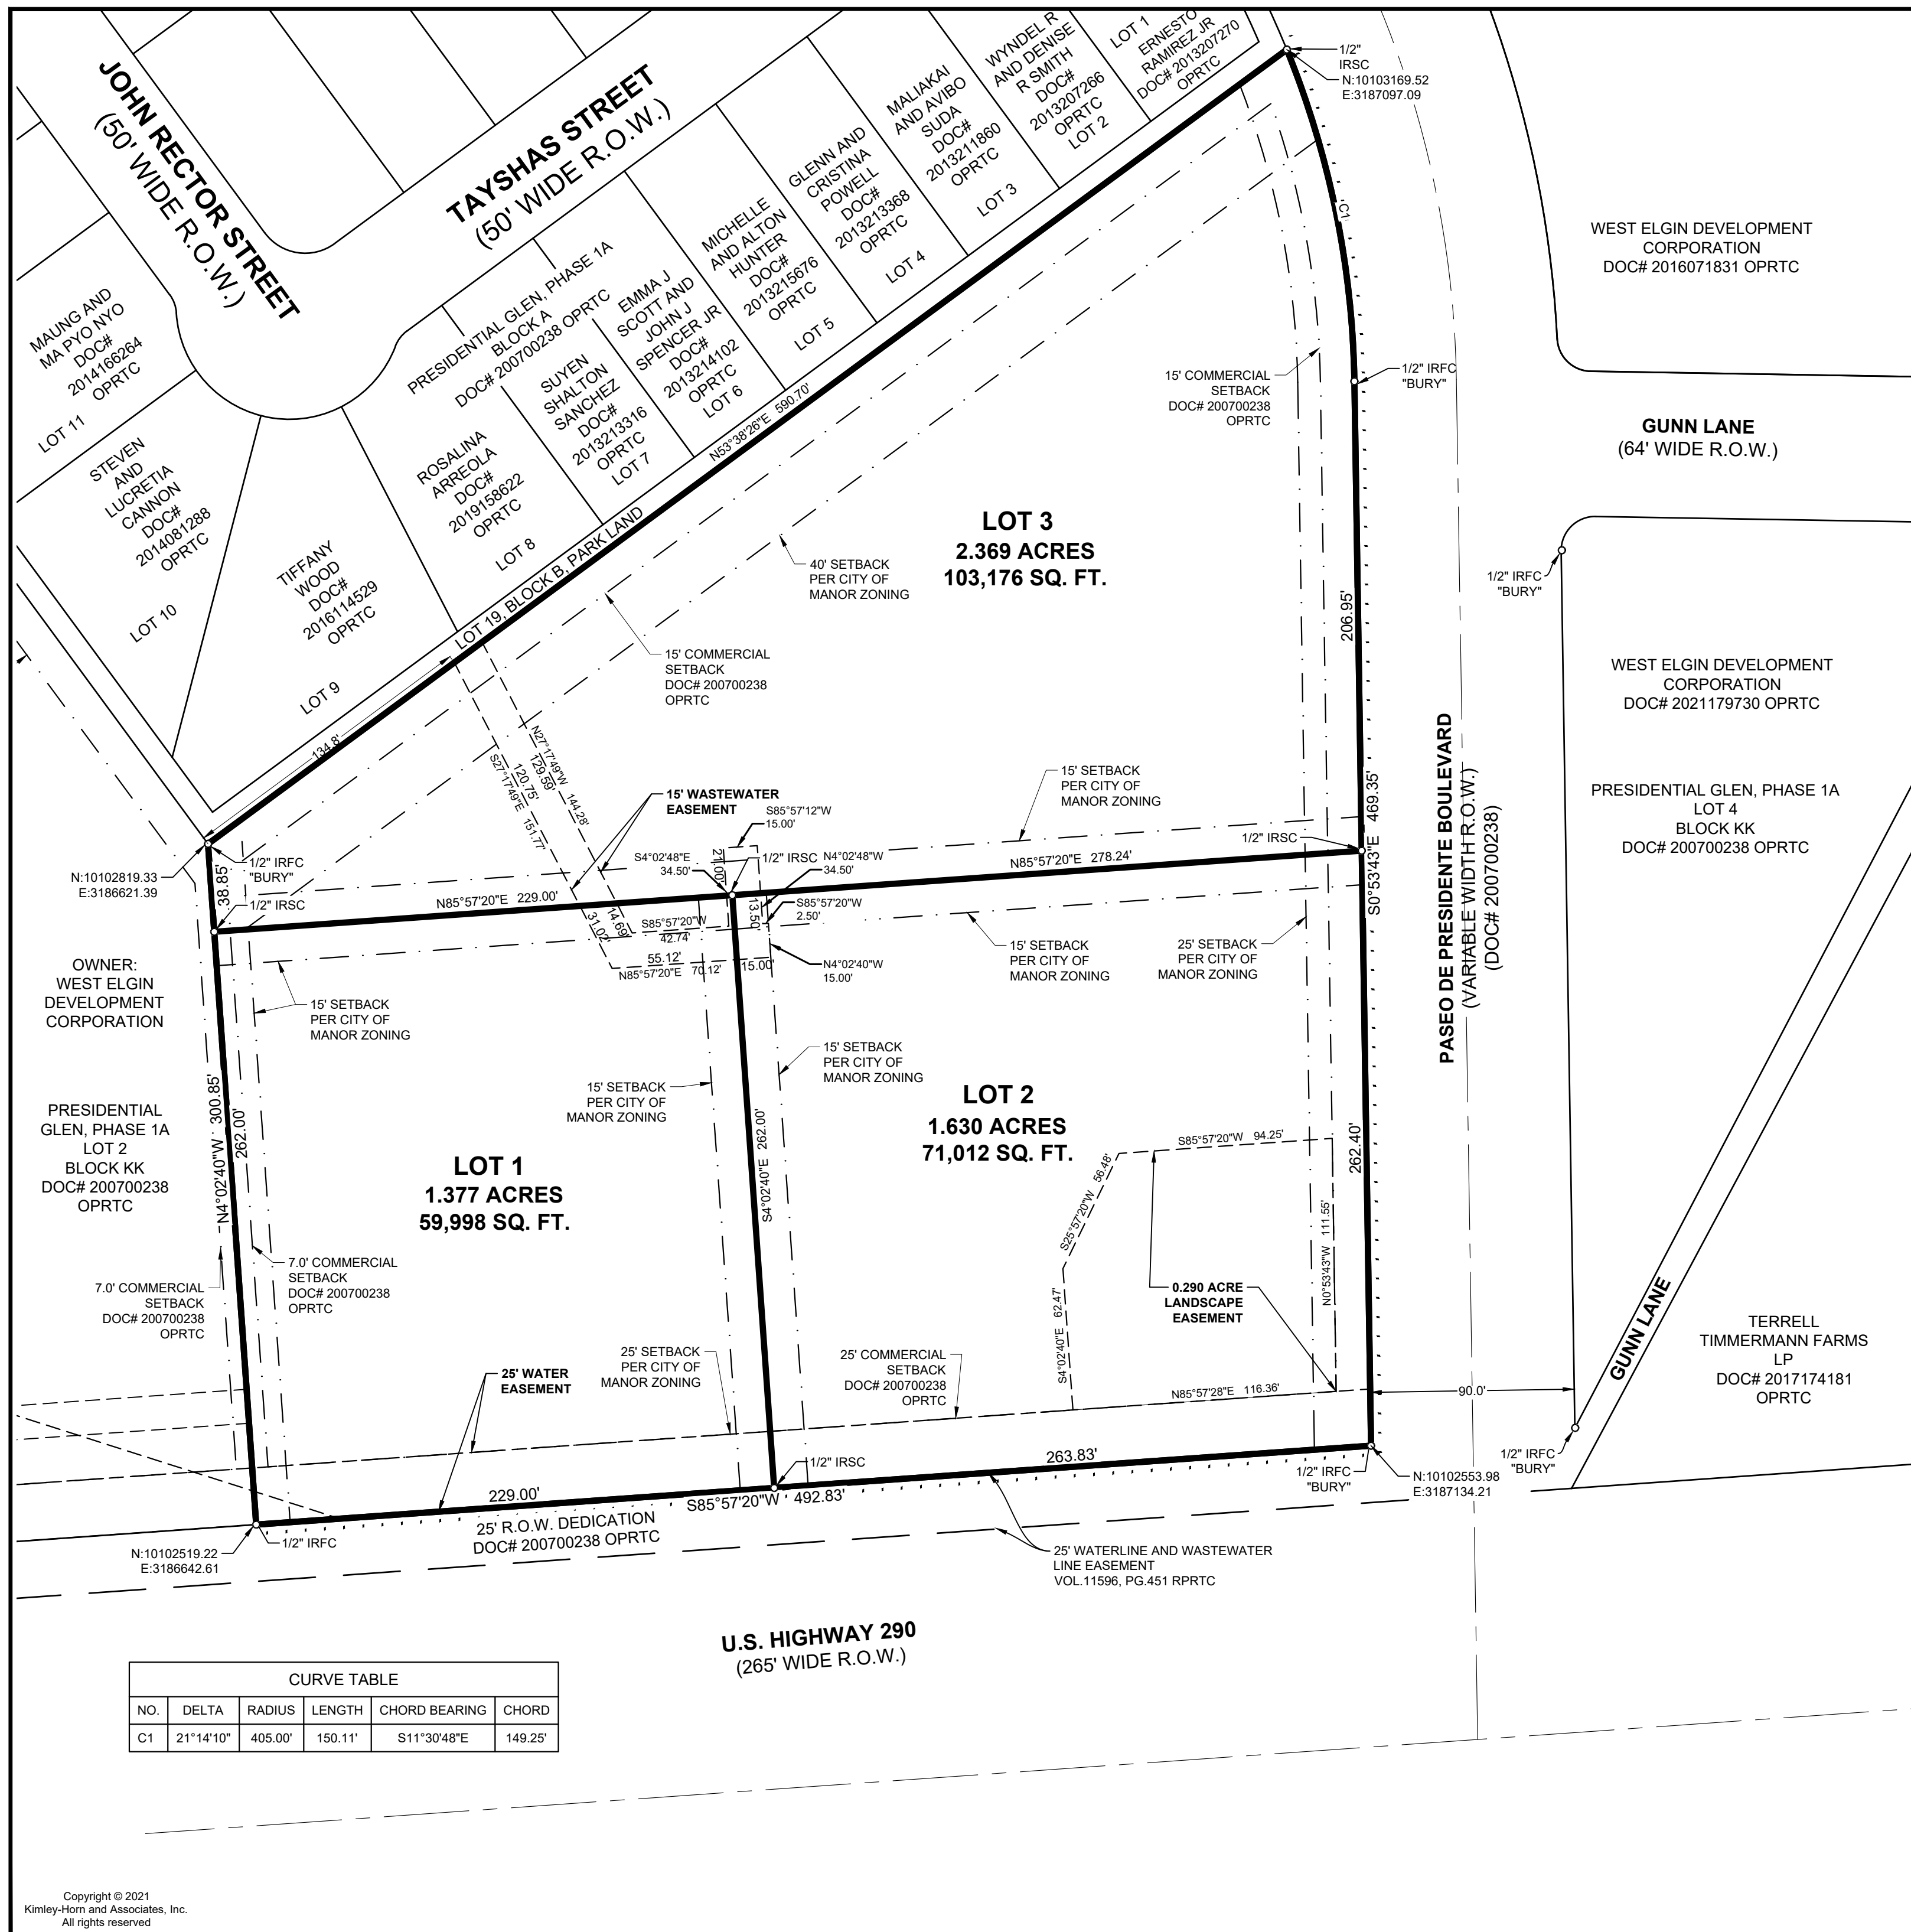 JOHN RECTOR STREET
(50' WIDE R.O.W.)
TAYSHAS STREET
(50' WIDE R.O.W.)
LOT 1
ERNESTO
RAMIREZ JR
DOC# 2013207270
OPRTC
WYNDEL R
AND DENISE
R SMITH
DOC#
2013207266
OPRTC
LOT 2
MALIAKAI
AND AVIBO
SUDA
DOC#
2013211860
OPRTC
LOT 3
GLENN AND
CRISTINA
POWELL
DOC#
2013213368
OPRTC
LOT 4
MICHELLE
AND ALTON
HUNTER
DOC#
2013215676
OPRTC
LOT 5
EMMA J
SCOTT AND
JOHN J
SPENCER JR
DOC#
2013214102
OPRTC
LOT 6
PRESIDENTIAL GLEN, PHASE 1A
BLOCK A
DOC# 200700238 OPRTC
SUYEN
SHALTON
SANCHEZ
DOC#
2013213316
OPRTC
LOT 7
ROSALINA
ARREOLA
DOC#
2019158622
OPRTC
LOT 8
TIFFANY
WOOD
DOC#
2016114529
OPRTC
LOT 9
STEVEN
AND
LUCRETIA
CANNON
DOC#
2014081288
OPRTC
LOT 10
MAUNG AND
MA PYO NYO
DOC#
2014166264
OPRTC
LOT 11
LOT 19, BLOCK B, PARK LAND
N53°38'26"E 590.70'
134.8'
1/2"
IRSC
N:10103169.52
E:3187097.09
C1
WEST ELGIN DEVELOPMENT
CORPORATION
DOC# 2016071831 OPRTC
15' COMMERCIAL
SETBACK
DOC# 200700238
OPRTC
1/2" IRFC
"BURY"
GUNN LANE
(64' WIDE R.O.W.)
LOT 3
2.369 ACRES
103,176 SQ. FT.
40' SETBACK
PER CITY OF
MANOR ZONING
1/2" IRFC
"BURY"
206.95'
15' COMMERCIAL
SETBACK
DOC# 200700238
OPRTC
WEST ELGIN DEVELOPMENT
CORPORATION
DOC# 2021179730 OPRTC
PRESIDENTIAL GLEN, PHASE 1A
LOT 4
BLOCK KK
DOC# 200700238 OPRTC
PASEO DE PRESIDENTE BOULEVARD
(VARIABLE WIDTH R.O.W.)
(DOC# 200700238)
S0°53'43"E 469.35'
N27°17'49"W 144.28'
129.59'
120.75'
S27°17'49"E 151.77'
15' WASTEWATER
EASEMENT
S85°57'12"W
15.00'
15' SETBACK
PER CITY OF
MANOR ZONING
1/2" IRSC
S4°02'48"E
34.50'
21.00'
1/2" IRSC
N4°02'48"W
34.50'
N85°57'20"E 278.24'
N:10102819.33
E:3186621.39
1/2" IRFC
"BURY"
38.85'
1/2" IRSC
N85°57'20"E 229.00'
14.69'
31.02'
S85°57'20"W
42.74'
13.50'
S85°57'20"W
2.50'
55.12'
N85°57'20"E 70.12'
15.00'
N4°02'40"W
15.00'
15' SETBACK
PER CITY OF
MANOR ZONING
25' SETBACK
PER CITY OF
MANOR ZONING
OWNER:
WEST ELGIN
DEVELOPMENT
CORPORATION
15' SETBACK
PER CITY OF
MANOR ZONING
15' SETBACK
PER CITY OF
MANOR ZONING
15' SETBACK
PER CITY OF
MANOR ZONING
PRESIDENTIAL
GLEN, PHASE 1A
LOT 2
BLOCK KK
DOC# 200700238
OPRTC
N4°02'40"W 300.85'
262.00'
LOT 1
1.377 ACRES
59,998 SQ. FT.
S4°02'40"E 262.00'
LOT 2
1.630 ACRES
71,012 SQ. FT.
S85°57'20"W 94.25'
S25°57'20"W 56.48'
S4°02'40"E 62.47'
N0°53'43"W 111.55'
262.40'
0.290 ACRE
LANDSCAPE
EASEMENT
7.0' COMMERCIAL
SETBACK
DOC# 200700238
OPRTC
7.0' COMMERCIAL
SETBACK
DOC# 200700238
OPRTC
25' WATER
EASEMENT
25' SETBACK
PER CITY OF
MANOR ZONING
25' COMMERCIAL
SETBACK
DOC# 200700238
OPRTC
N85°57'28"E 116.36'
90.0'
GUNN LANE
TERRELL
TIMMERMANN FARMS
LP
DOC# 2017174181
OPRTC
1/2" IRSC
263.83'
1/2" IRFC
"BURY"
N:10102553.98
E:3187134.21
1/2" IRFC
"BURY"
229.00'
S85°57'20"W 492.83'
25' R.O.W. DEDICATION
DOC# 200700238 OPRTC
N:10102519.22
E:3186642.61
1/2" IRFC
25' WATERLINE AND WASTEWATER
LINE EASEMENT
VOL.11596, PG.451 RPRTC
U.S. HIGHWAY 290
(265' WIDE R.O.W.)
CURVE TABLE
NO. DELTA RADIUS LENGTH CHORD BEARING CHORD
C1 21°14'10" 405.00' 150.11' S11°30'48"E 149.25'
Copyright © 2021
Kimley-Horn and Associates, Inc.
All rights reserved